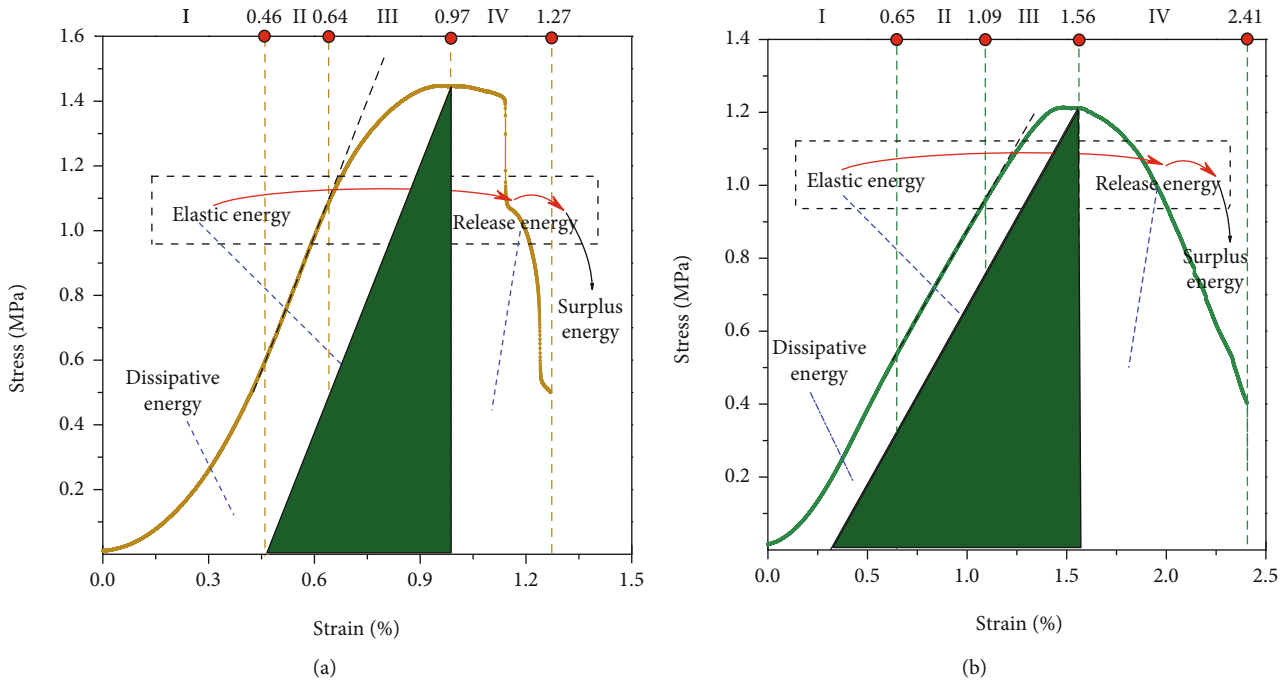 I 0.46 II 0.64 III 0.97 IV 1.27
1.6
1.4
1.2
1.0
0.8
0.6
0.4
0.2
Stress (MPa)
Elastic energy
Release energy
Surplus
energy
Dissipative
energy
0.0 0.3 0.6 0.9 1.2 1.5
Strain (%)
(a)
I 0.65 II 1.09 III 1.56 IV 2.41
1.4
1.2
1.0
0.8
0.6
0.4
0.2
Stress (MPa)
Elastic energy
Release energy
Surplus
energy
Dissipative
energy
0.0 0.5 1.0 1.5 2.0 2.5
Strain (%)
(b)